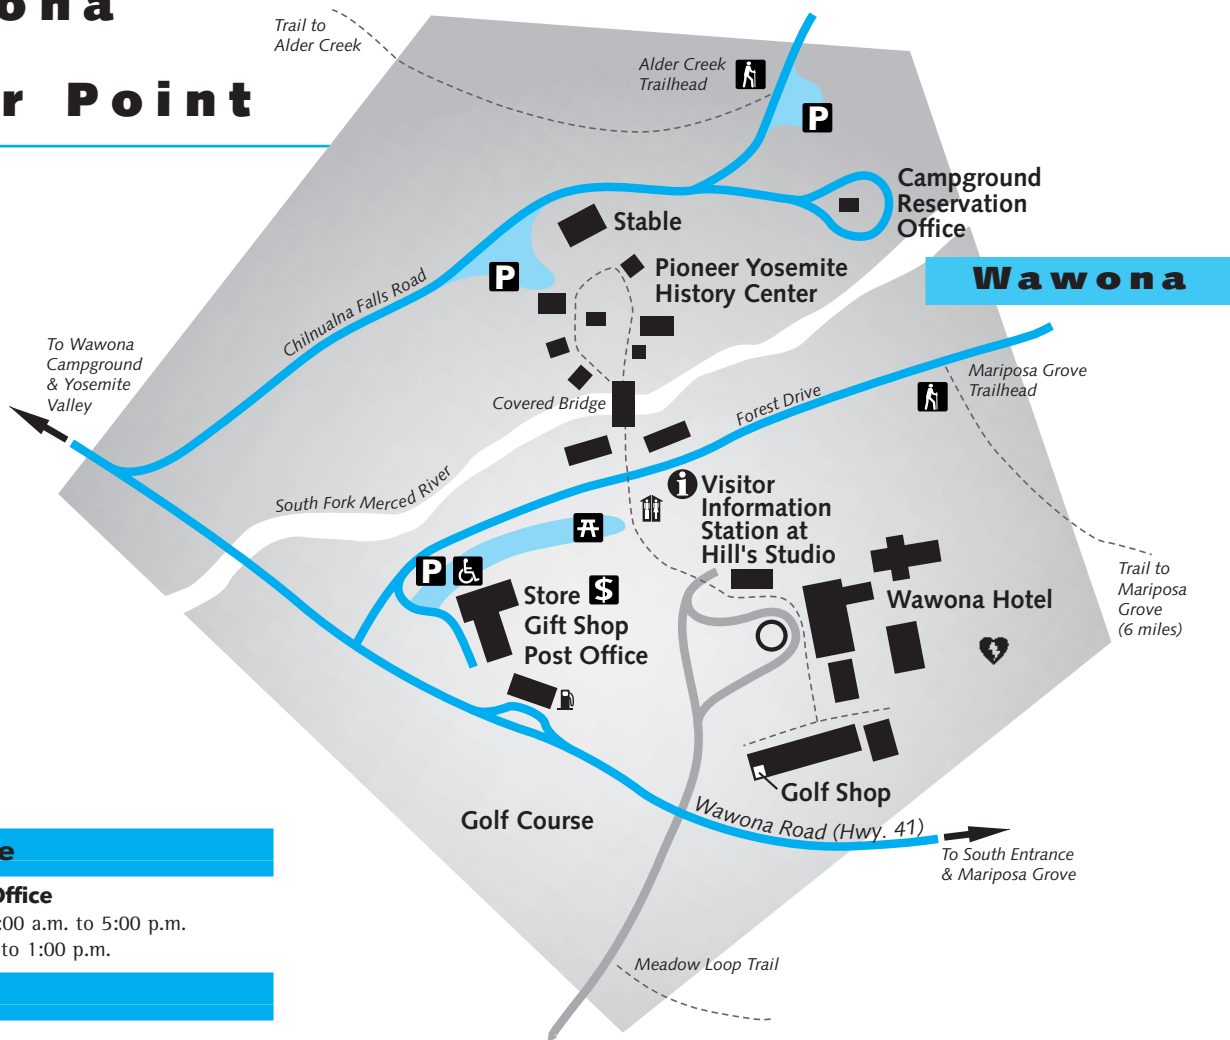 ona
r Point
Trail to
Alder Creek
Alder Creek
Trailhead
P
Campground
Reservation
Office
Stable
Pioneer Yosemite
History Center
P
Wawona
Chilnualna Falls Road
To Wawona
Campground
& Yosemite
Valley
Mariposa Grove
Trailhead
Covered Bridge
Forest Drive
South Fork Merced River
i
Visitor
Information
Station at
Hill's Studio
P
Store $
Gift Shop
Post Office
Wawona Hotel
Trail to
Mariposa
Grove
(6 miles)
Golf Shop
Golf Course
Wawona Road (Hwy. 41)
To South Entrance
& Mariposa Grove
e
Office
:00 a.m. to 5:00 p.m.
to 1:00 p.m.
Meadow Loop Trail